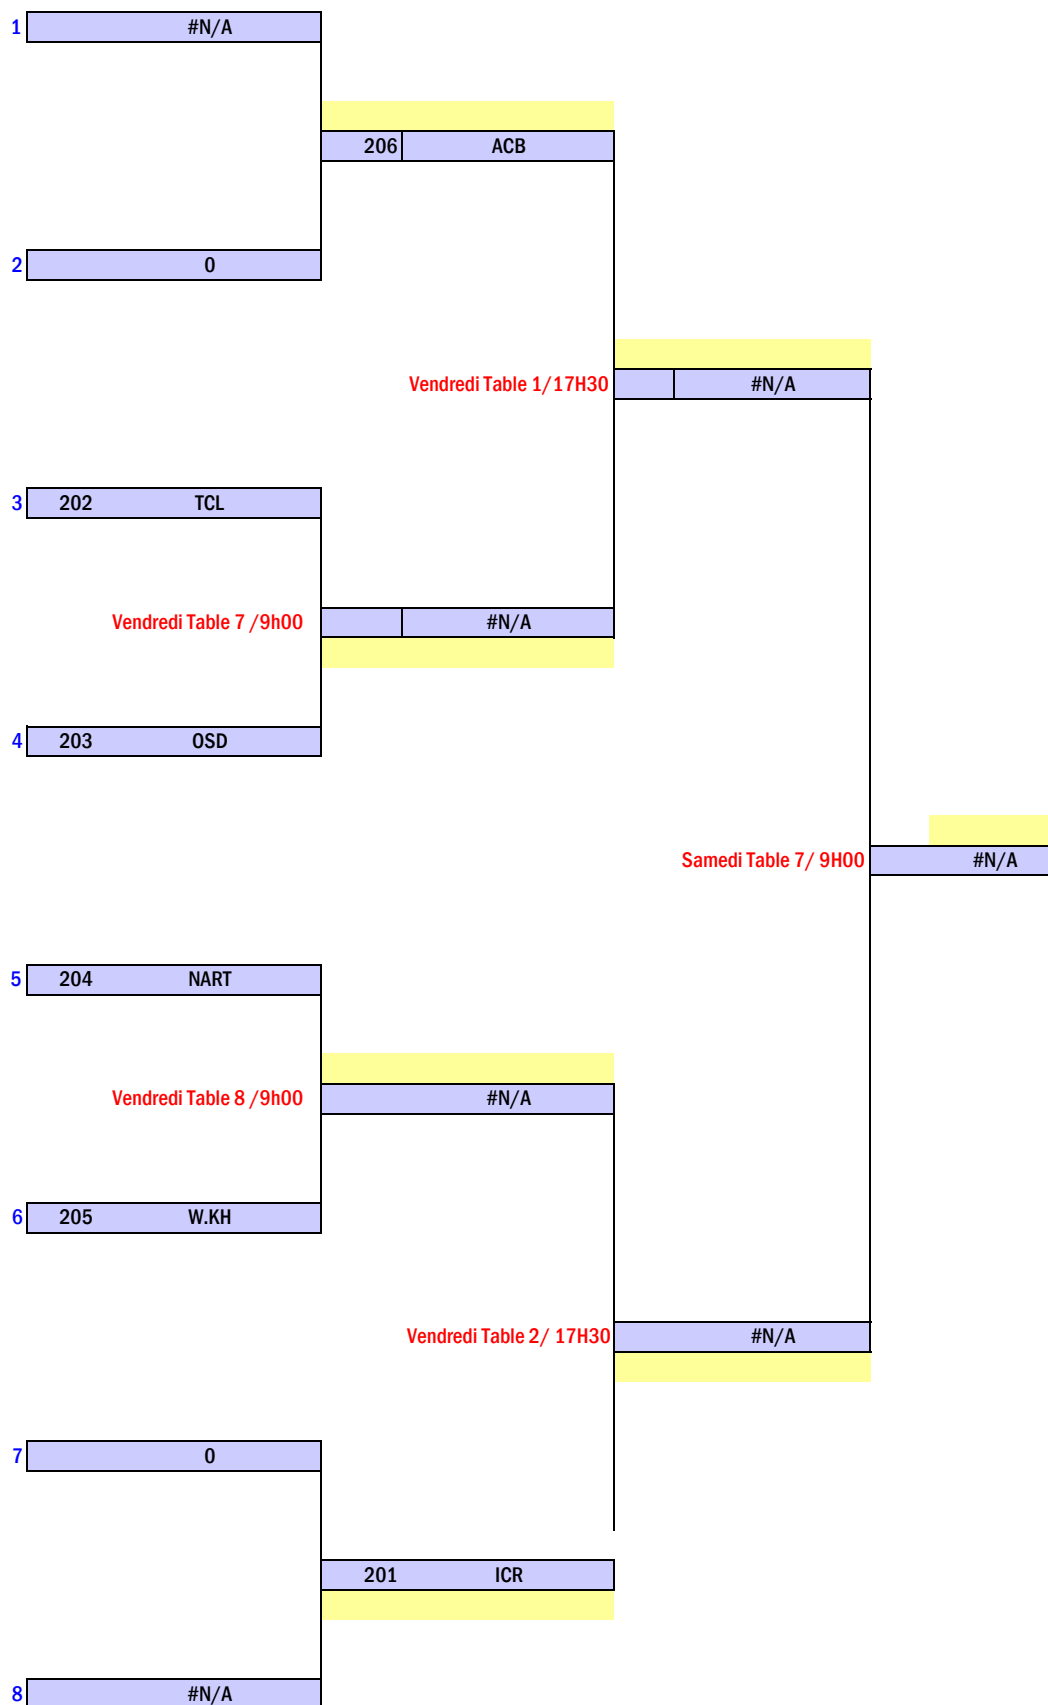 1 #N/A
206 ACB
2 0
Vendredi Table 1/17H30 #N/A
3 202 TCL
Vendredi Table 7 /9h00 #N/A
4 203 OSD
Samedi Table 7/ 9H00 #N/A
5 204 NART
Vendredi Table 8 /9h00 #N/A
6 205 W.KH
Vendredi Table 2/ 17H30 #N/A
7 0
201 ICR
8 #N/A